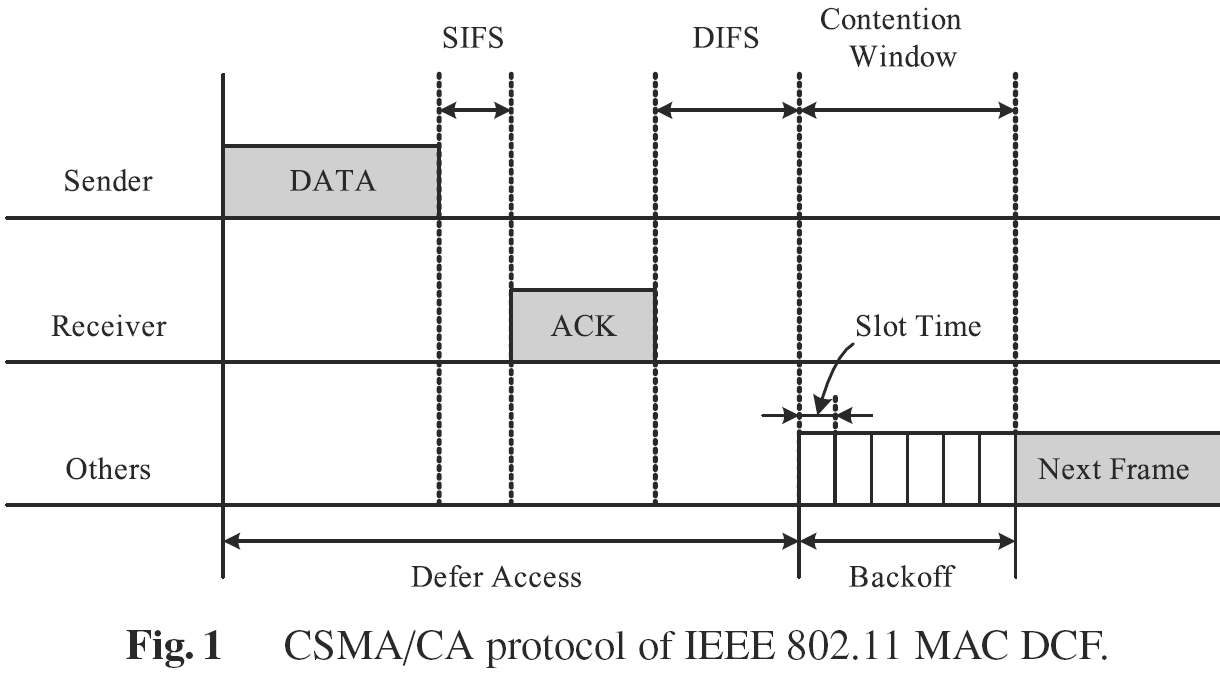 SIFS
DIFS
Contention
Window
Sender
DATA
Receiver
ACK
Slot Time
Others
Next Frame
Defer Access
Backoff
Fig. 1 CSMA/CA protocol of IEEE 802.11 MAC DCF.